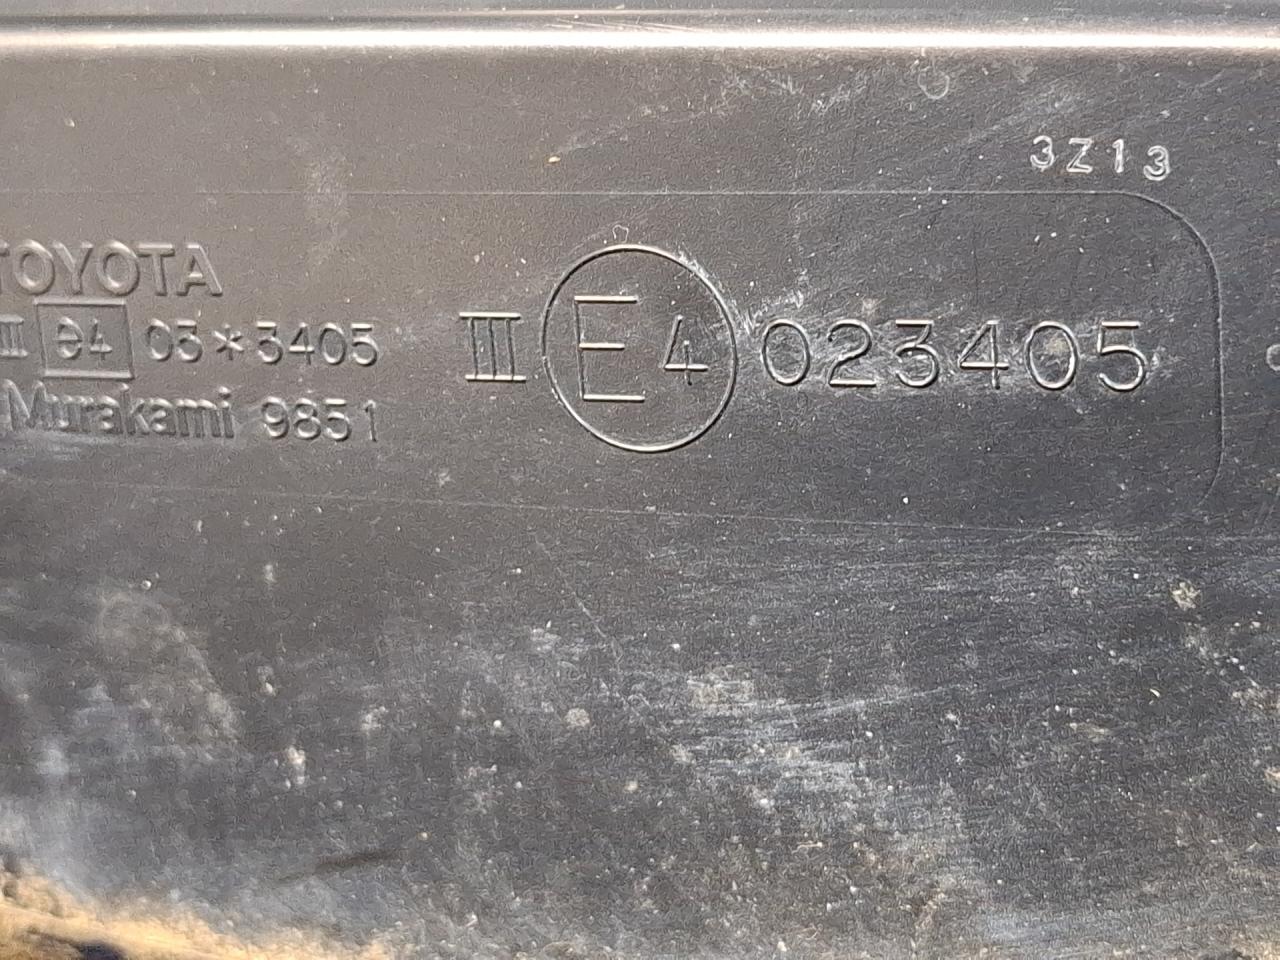 3Z13
TOYOTA
III e4 03*3405
Murakami 9851
III E4 023405